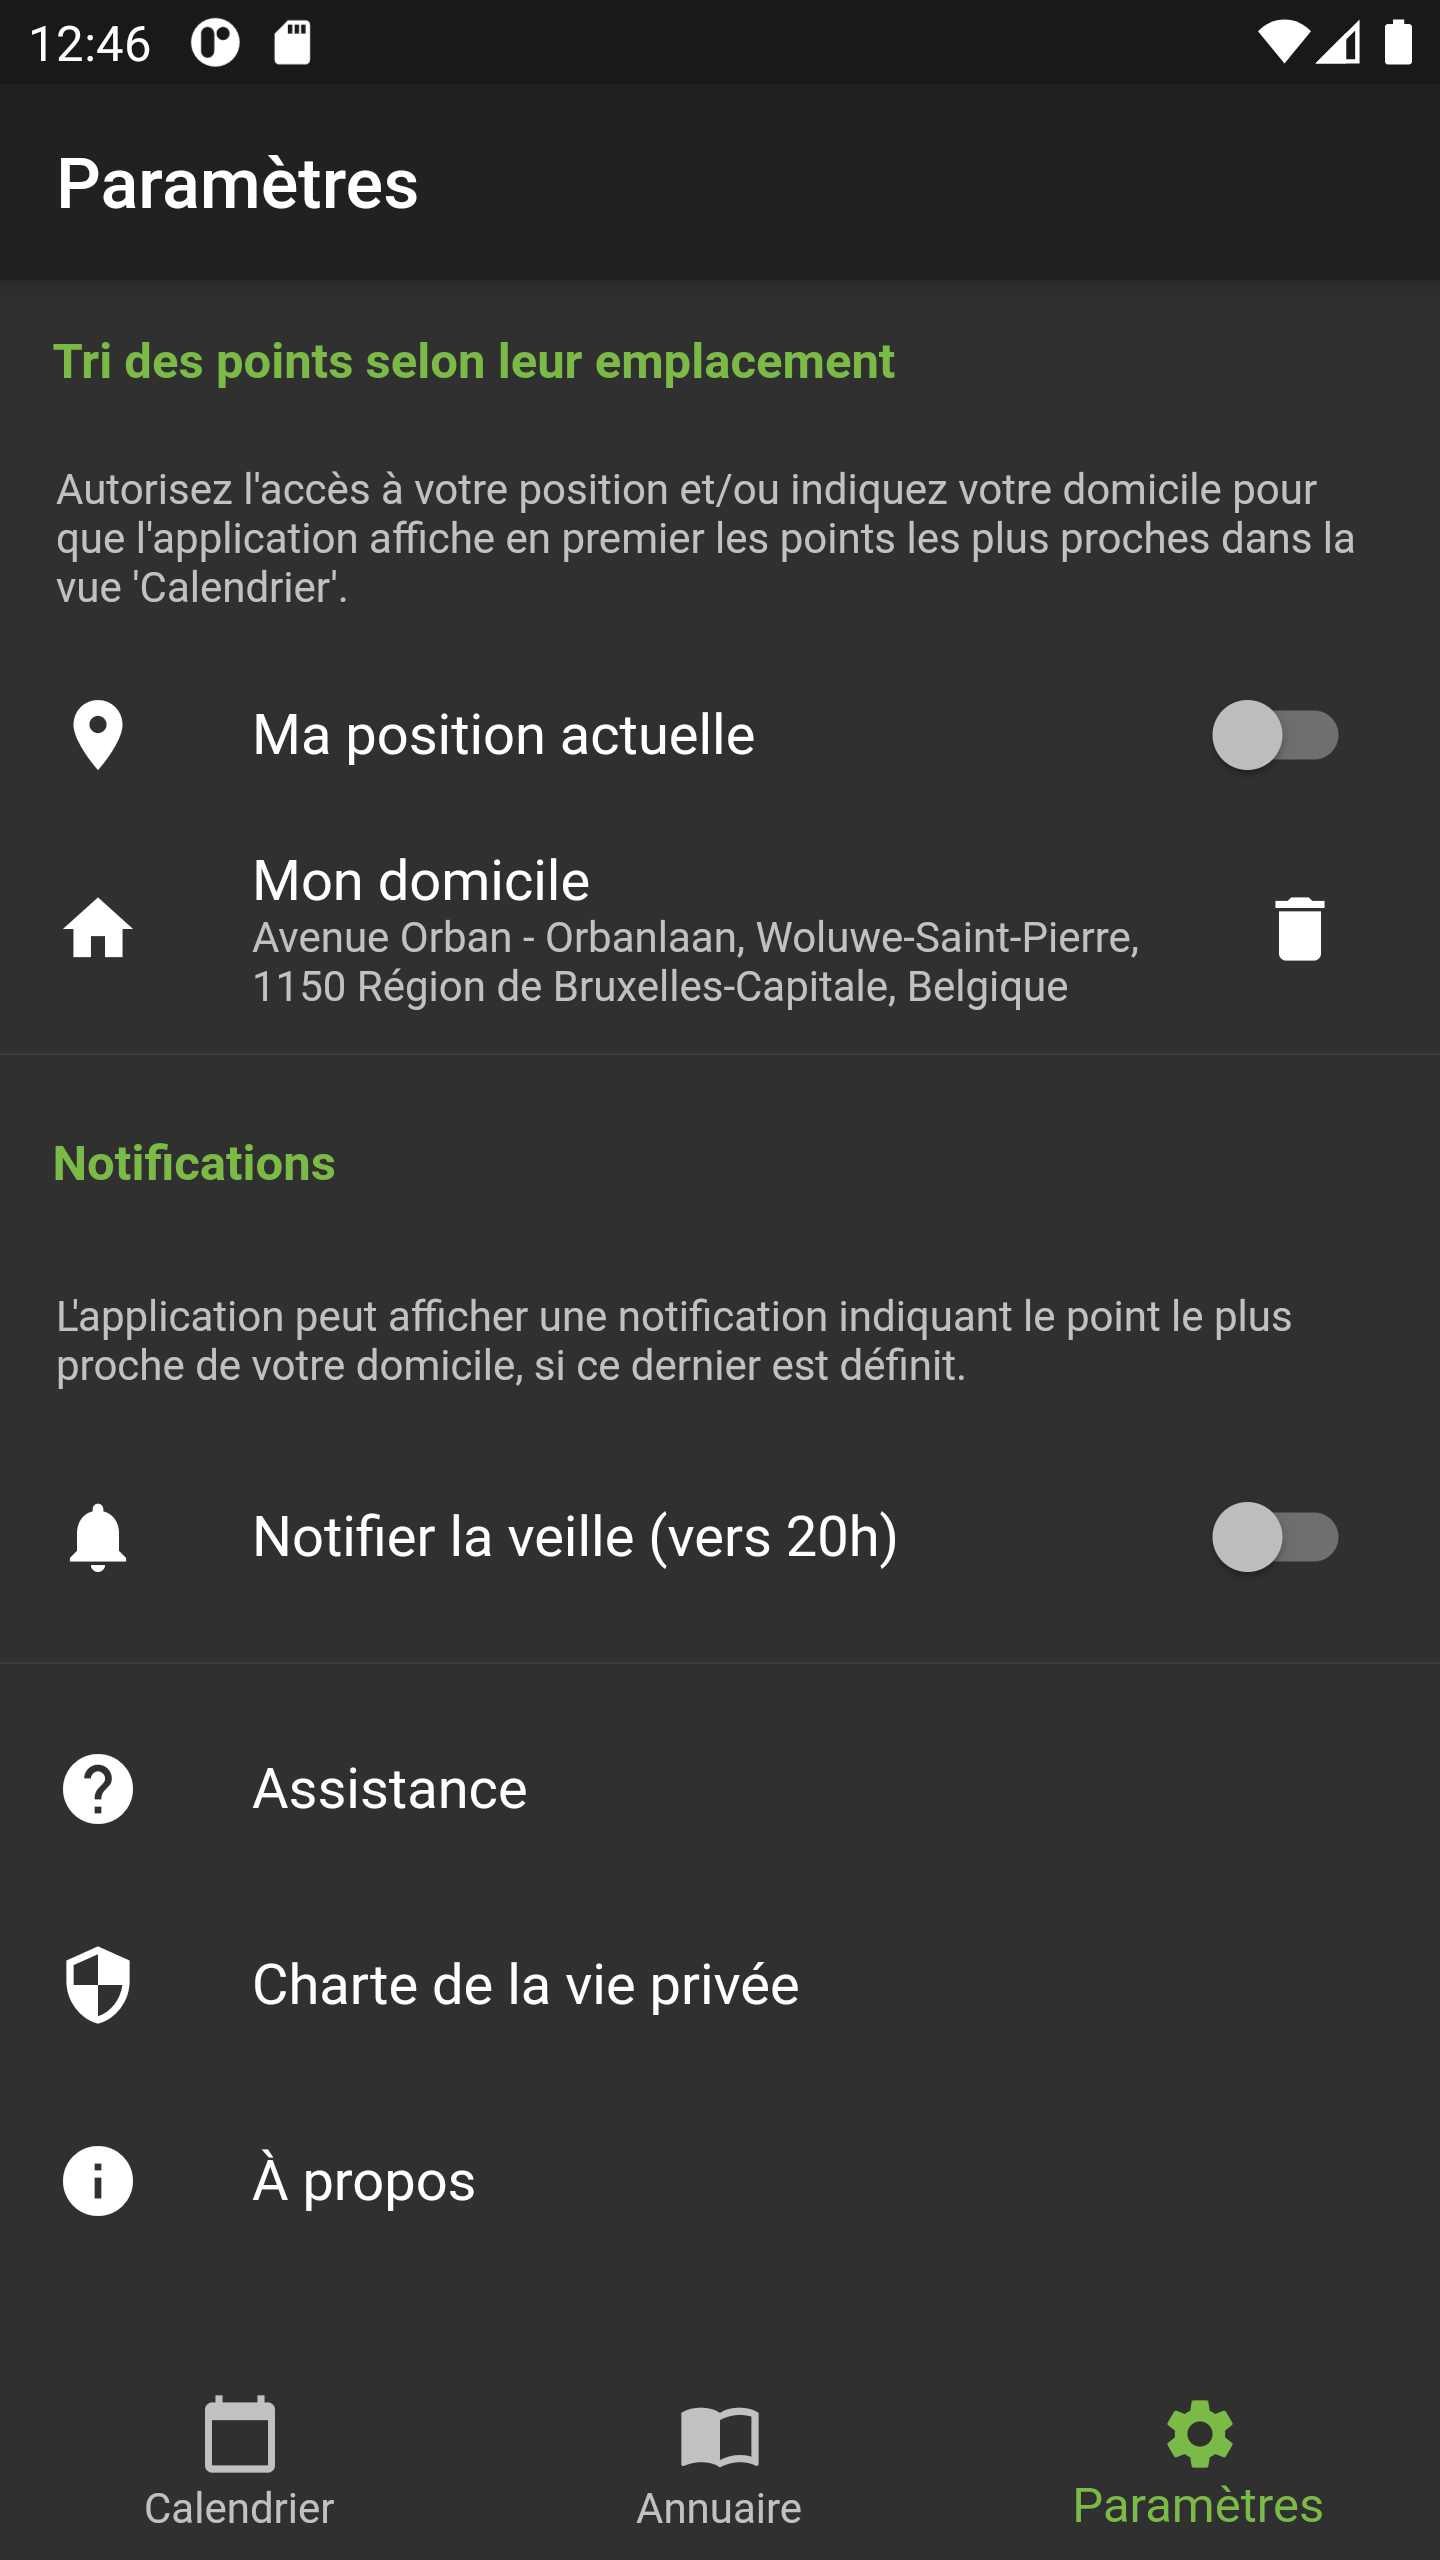 12:46
Paramètres
Tri des points selon leur emplacement
Autorisez l'accès à votre position et/ou indiquez votre domicile pour
que l'application affiche en premier les points les plus proches dans la
vue 'Calendrier'.
Ma position actuelle
Mon domicile
Avenue Orban - Orbanlaan, Woluwe-Saint-Pierre,
1150 Région de Bruxelles-Capitale, Belgique
Notifications
L'application peut afficher une notification indiquant le point le plus
proche de votre domicile, si ce dernier est définit.
Notifier la veille (vers 20h)
Assistance
Charte de la vie privée
À propos
Calendrier
Annuaire
Paramètres